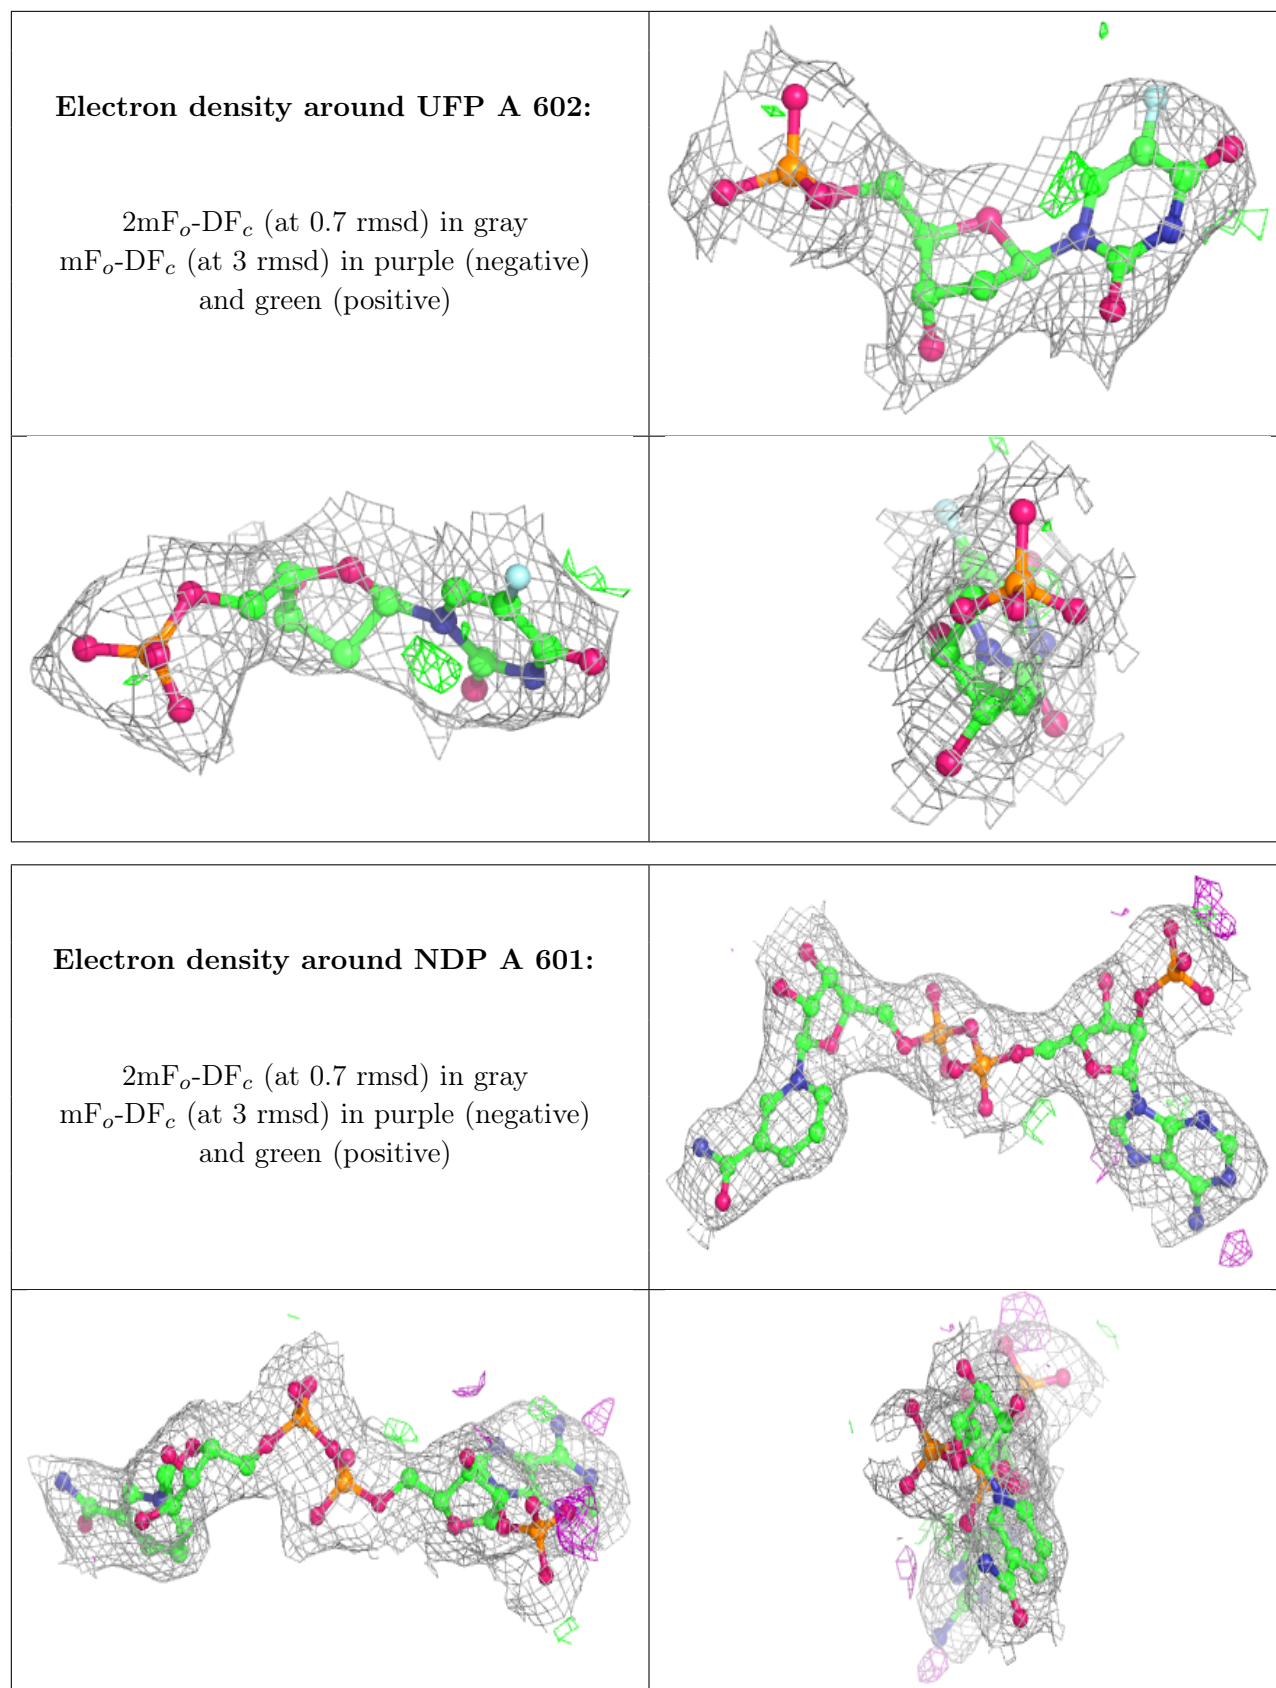 Electron density around UFP A 602:
2mFo-DFc (at 0.7 rmsd) in gray
mFo-DFc (at 3 rmsd) in purple (negative)
and green (positive)
Electron density around NDP A 601:
2mFo-DFc (at 0.7 rmsd) in gray
mFo-DFc (at 3 rmsd) in purple (negative)
and green (positive)